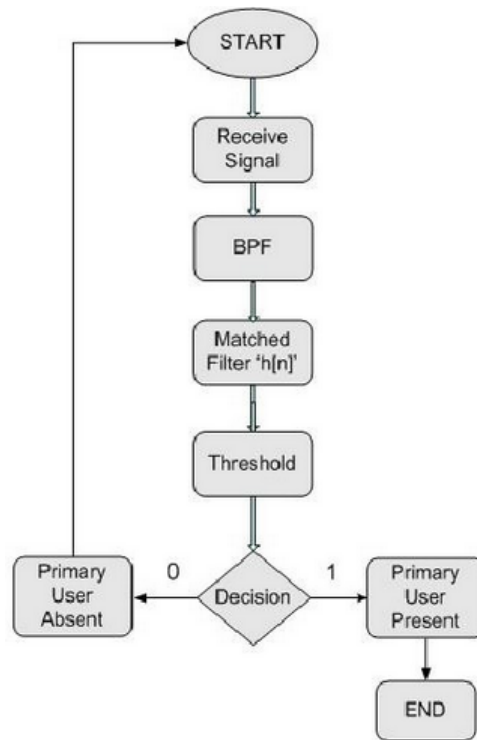 START
Receive
Signal
BPF
Matched
Filter ‘h[n]’
Threshold
0
1
Primary
User
Absent
Decision
Primary
User
Present
END